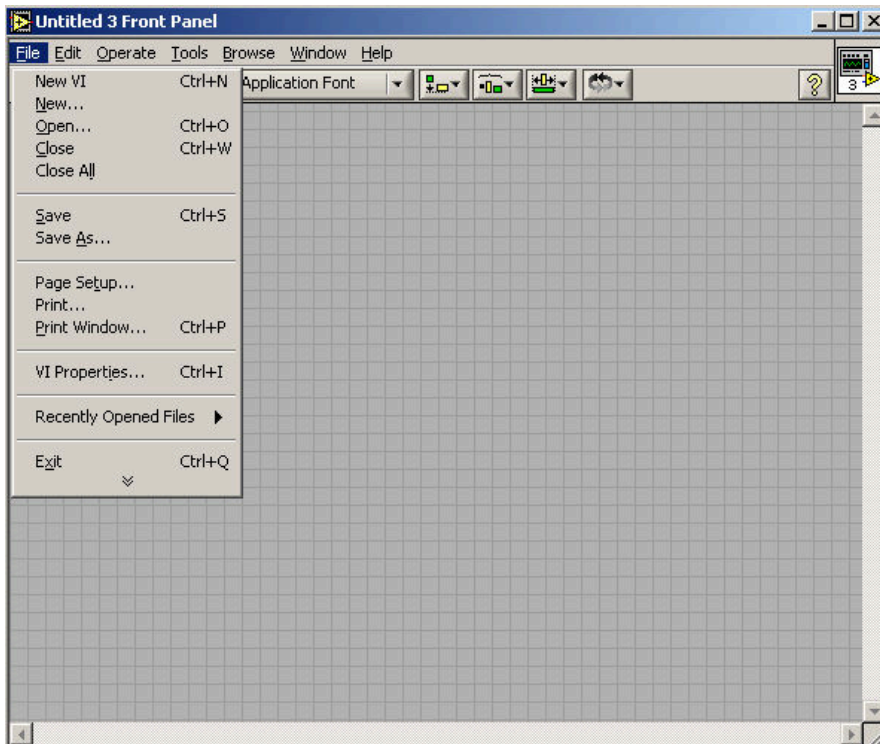 Untitled 3 Front Panel
File Edit Operate Tools Browse Window Help
New VI Ctrl+N
Application Font
?
3
New...
Open... Ctrl+O
Close Ctrl+W
Close All
Save Ctrl+S
Save As...
Page Setup...
Print...
Print Window... Ctrl+P
VI Properties... Ctrl+I
Recently Opened Files
Exit Ctrl+Q